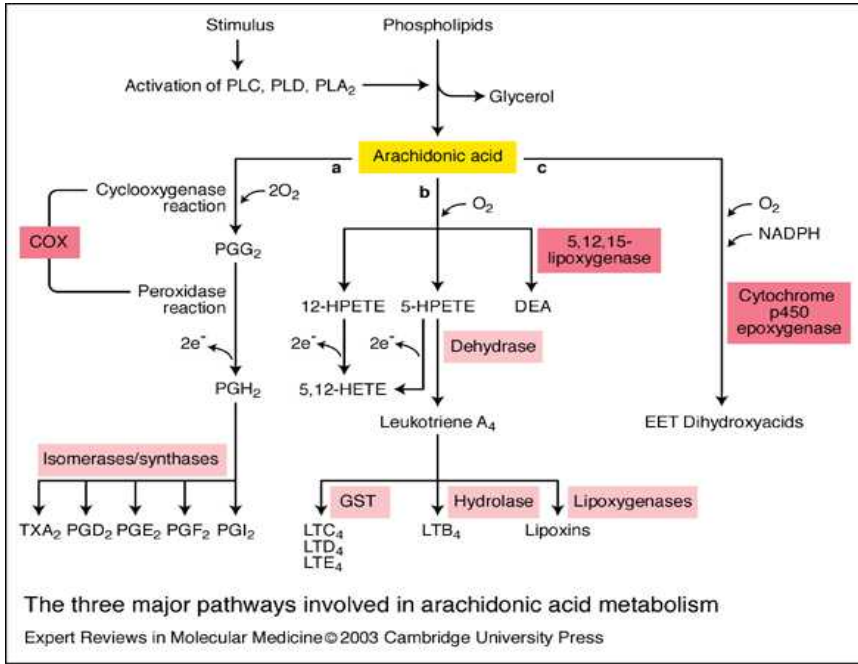 Stimulus
Phospholipids
Activation of PLC, PLD, PLA₂
Glycerol
Arachidonic acid
a
b
c
Cyclooxygenase
reaction
2O₂
COX
PGG₂
Peroxidase
reaction
2e⁻
PGH₂
Isomerases/synthases
TXA₂ PGD₂ PGE₂ PGF₂ PGI₂
O₂
5,12,15-
lipoxygenase
12-HPETE
5-HPETE
DEA
2e⁻
2e⁻
Dehydrase
5,12-HETE
Leukotriene A₄
GST
Hydrolase
Lipoxygenases
LTC₄
LTD₄
LTE₄
LTB₄
Lipoxins
O₂
NADPH
Cytochrome
p450
epoxygenase
EET Dihydroxyacids
The three major pathways involved in arachidonic acid metabolism
Expert Reviews in Molecular Medicine © 2003 Cambridge University Press